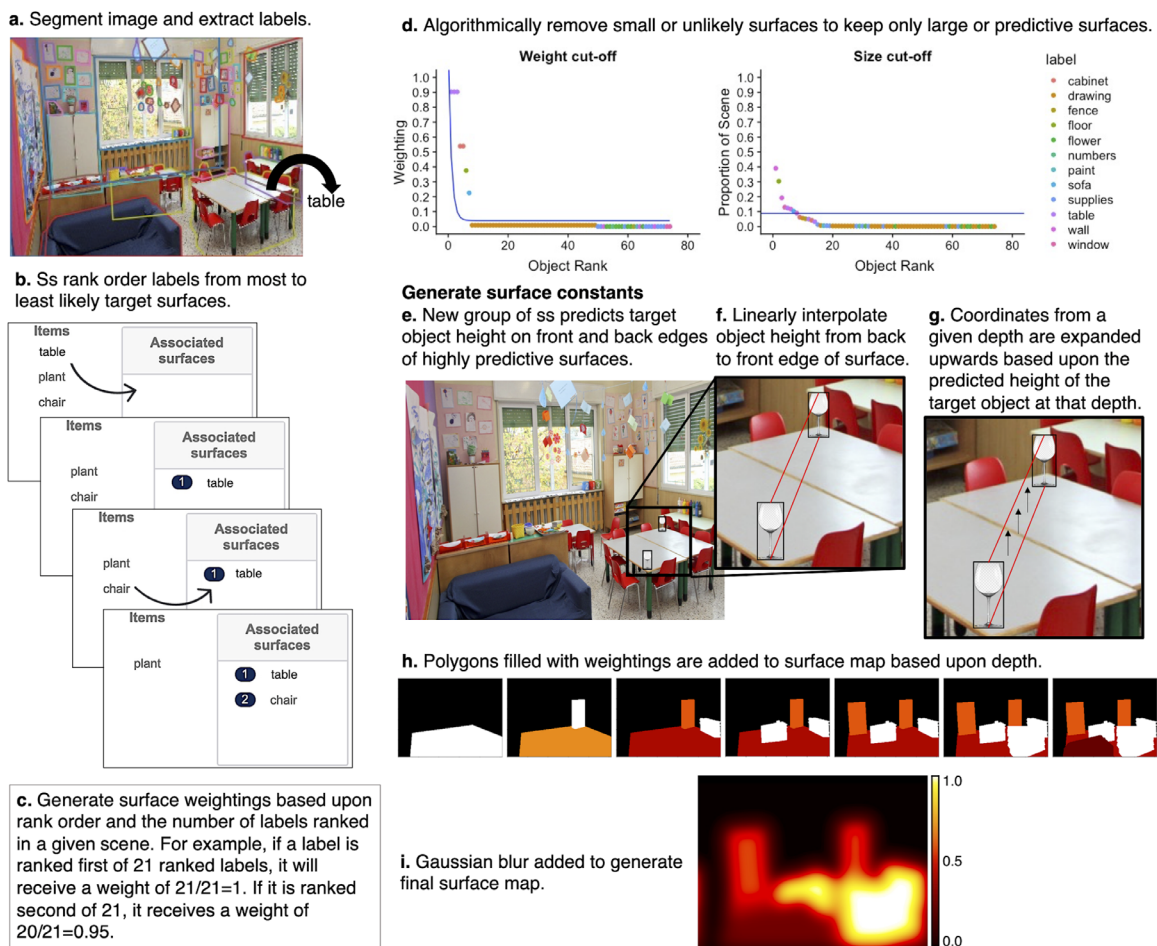 a. Segment image and extract labels.
table
b. Ss rank order labels from most to
least likely target surfaces.
Items
table
plant
chair
Associated
surfaces
Items
plant
chair
Associated
surfaces
1 table
Items
plant
chair
Associated
surfaces
1 table
Items
plant
Associated
surfaces
1 table
2 chair
c. Generate surface weightings based upon
rank order and the number of labels ranked
in a given scene. For example, if a label is
ranked first of 21 ranked labels, it will
receive a weight of 21/21=1. If it is ranked
second of 21, it receives a weight of
20/21=0.95.
d. Algorithmically remove small or unlikely surfaces to keep only large or predictive surfaces.
Weight cut-off
Weighting
1.0
0.9
0.8
0.7
0.6
0.5
0.4
0.3
0.2
0.1
0.0
0 20 40 60 80
Object Rank
Size cut-off
Proportion of Scene
1.0
0.9
0.8
0.7
0.6
0.5
0.4
0.3
0.2
0.1
0.0
0 20 40 60 80
Object Rank
label
cabinet
drawing
fence
floor
flower
numbers
paint
sofa
supplies
table
wall
window
Generate surface constants
e. New group of ss predicts target
object height on front and back edges
of highly predictive surfaces.
f. Linearly interpolate
object height from back
to front edge of surface.
g. Coordinates from a
given depth are expanded
upwards based upon the
predicted height of the
target object at that depth.
h. Polygons filled with weightings are added to surface map based upon depth.
i. Gaussian blur added to generate
final surface map.
1.0
0.5
0.0